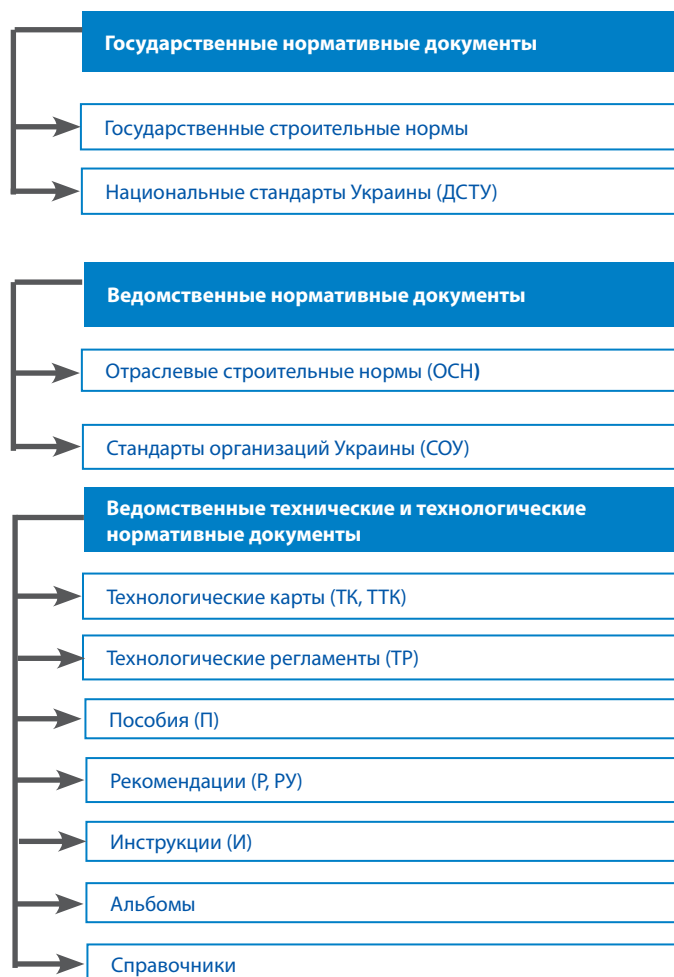 Государственные нормативные документы
Государственные строительные нормы
Национальные стандарты Украины (ДСТУ)
Ведомственные нормативные документы
Отраслевые строительные нормы (ОСН)
Стандарты организаций Украины (СОУ)
Ведомственные технические и технологические
нормативные документы
Технологические карты (ТК, ТТК)
Технологические регламенты (ТР)
Пособия (П)
Рекомендации (Р, РУ)
Инструкции (И)
Альбомы
Справочники